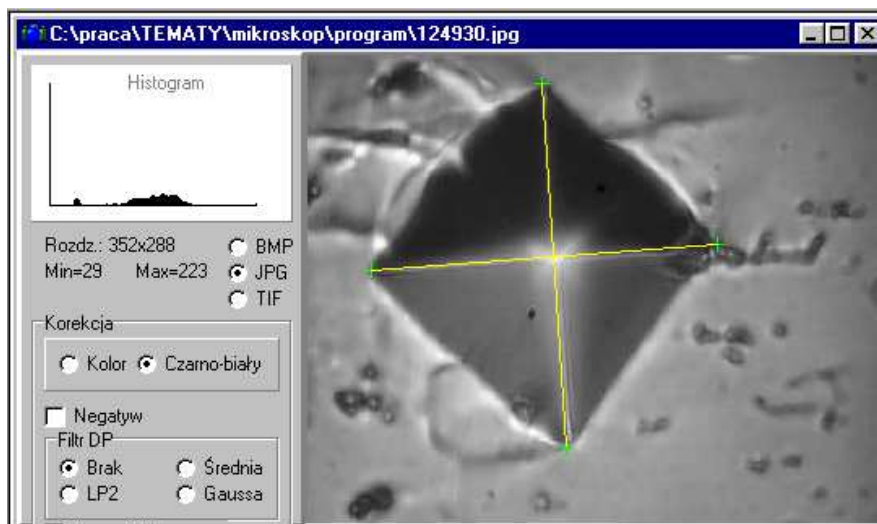 C:\praca\TEMATY\mikroskop\program\124930.jpg
Histogram
Rozdz.: 352x288
Min=29 Max=223
BMP
JPG
TIF
Korekcja
Kolor Czarno-biały
Negatyw
Filtr DP
Brak Średnia
LP2 Gaussa